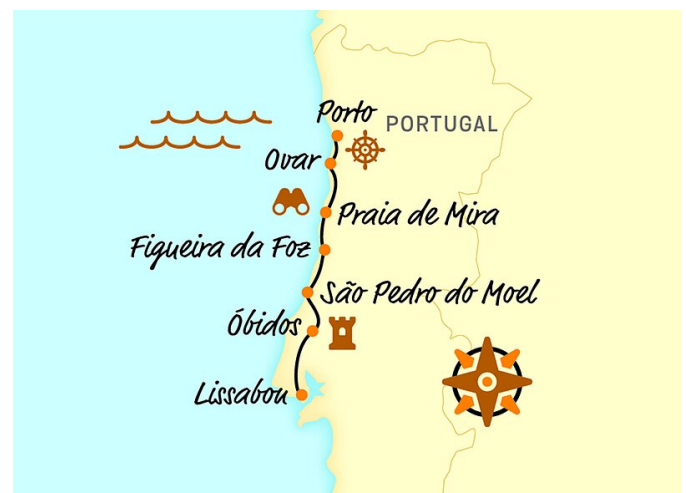 Porto
PORTUGAL
Ovar
Praia de Mira
Figueira da Foz
São Pedro do Moel
Óbidos
Lissabon